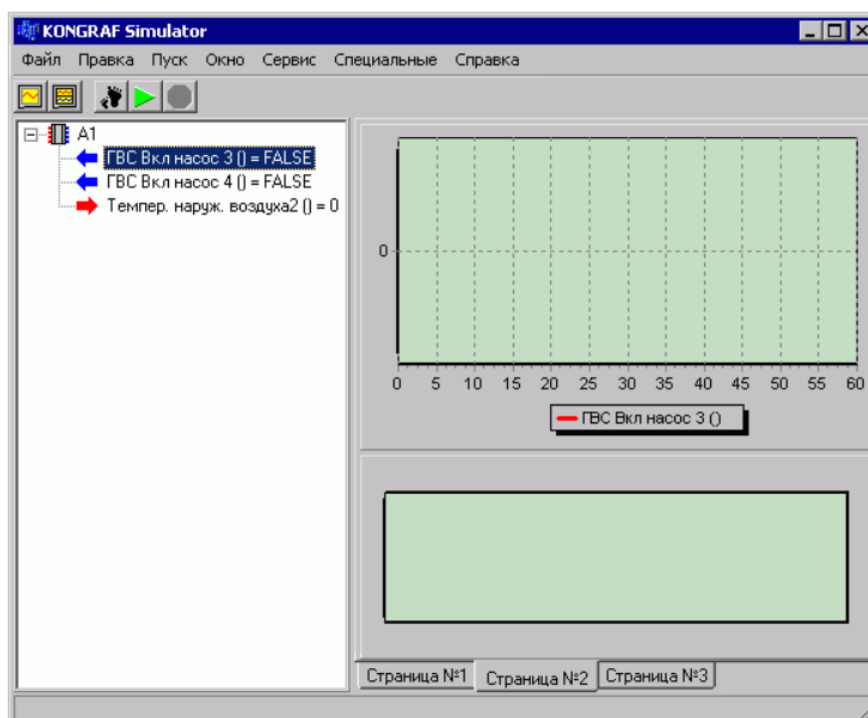 KONGRAF Simulator
Файл Правка Пуск Окно Сервис Специальные Справка
A1
ГВС Вкл насос 3 () = FALSE
ГВС Вкл насос 4 () = FALSE
Темпер. наруж. воздуха2 () = 0
0
0 5 10 15 20 25 30 35 40 45 50 55 60
ГВС Вкл насос 3 ()
Страница №1 Страница №2 Страница №3